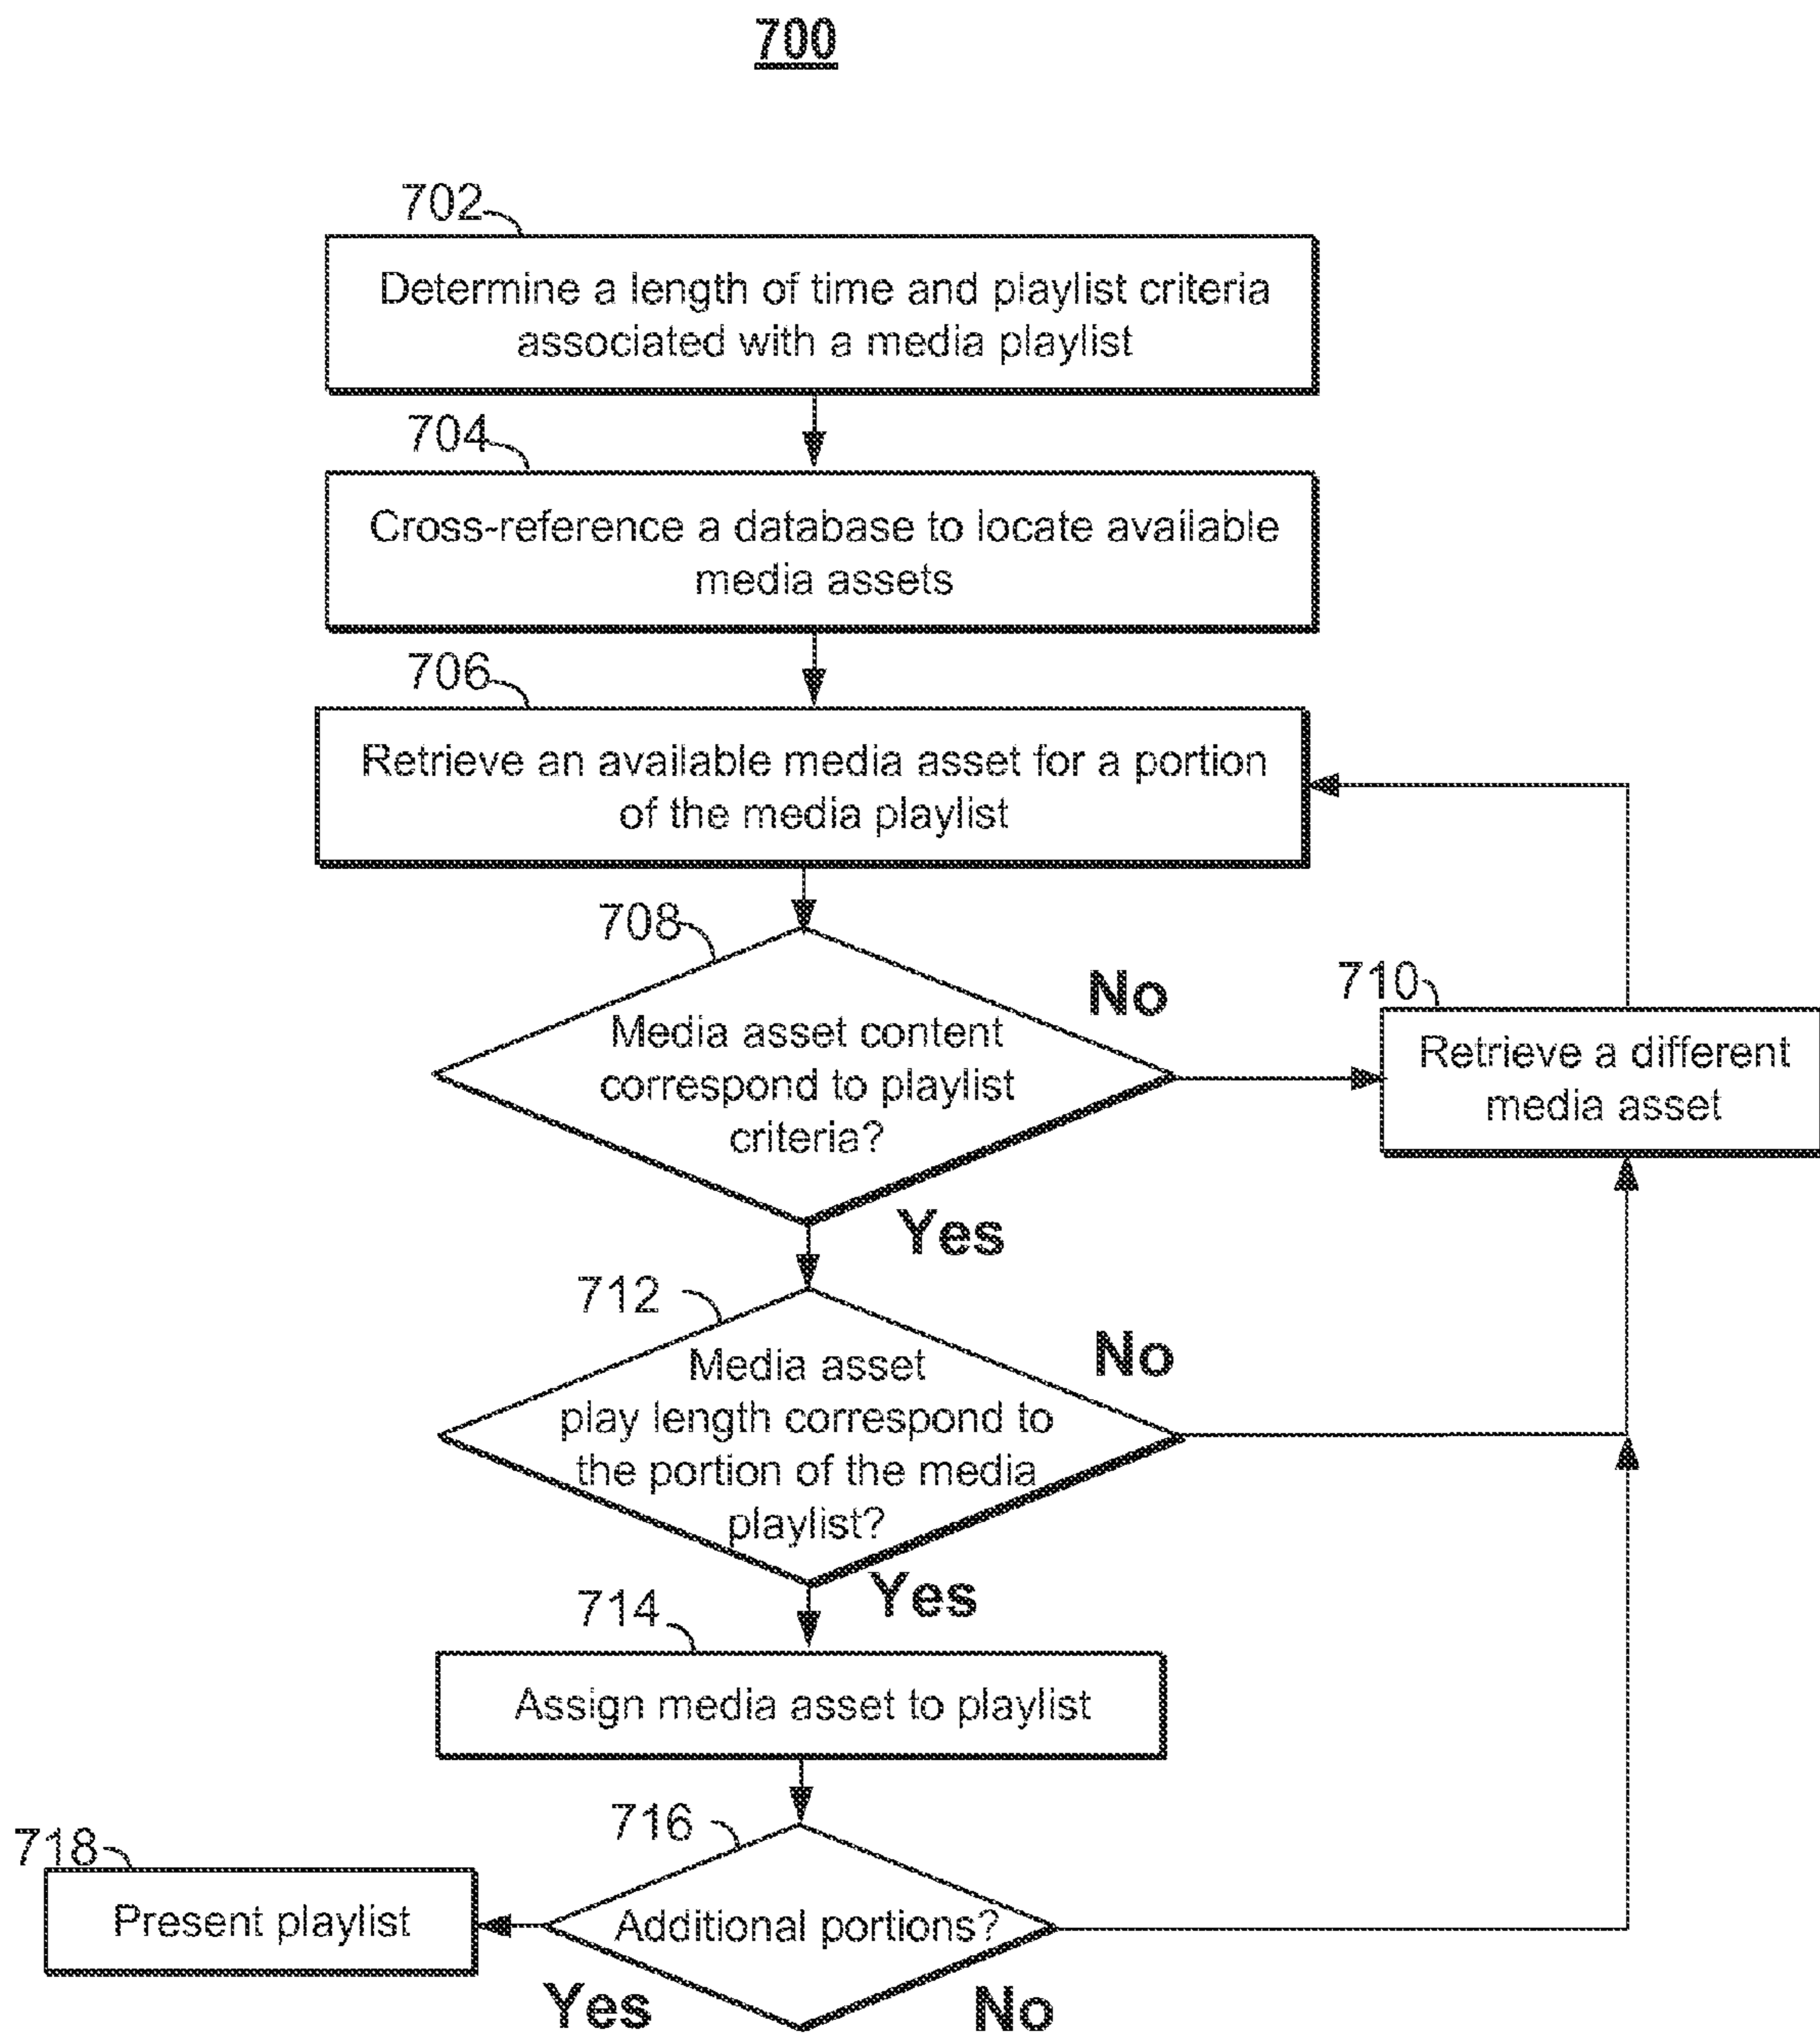 700
702
Determine a length of time and playlist criteria
associated with a media playlist
704
Cross-reference a database to locate available
media assets
706
Retrieve an available media asset for a portion
of the media playlist
708
Media asset content
correspond to playlist
criteria?
No
710
Retrieve a different
media asset
Yes
712
Media asset
play length correspond to
the portion of the media
playlist?
No
Yes
714
Assign media asset to playlist
716
718
Present playlist
Additional portions?
Yes
No